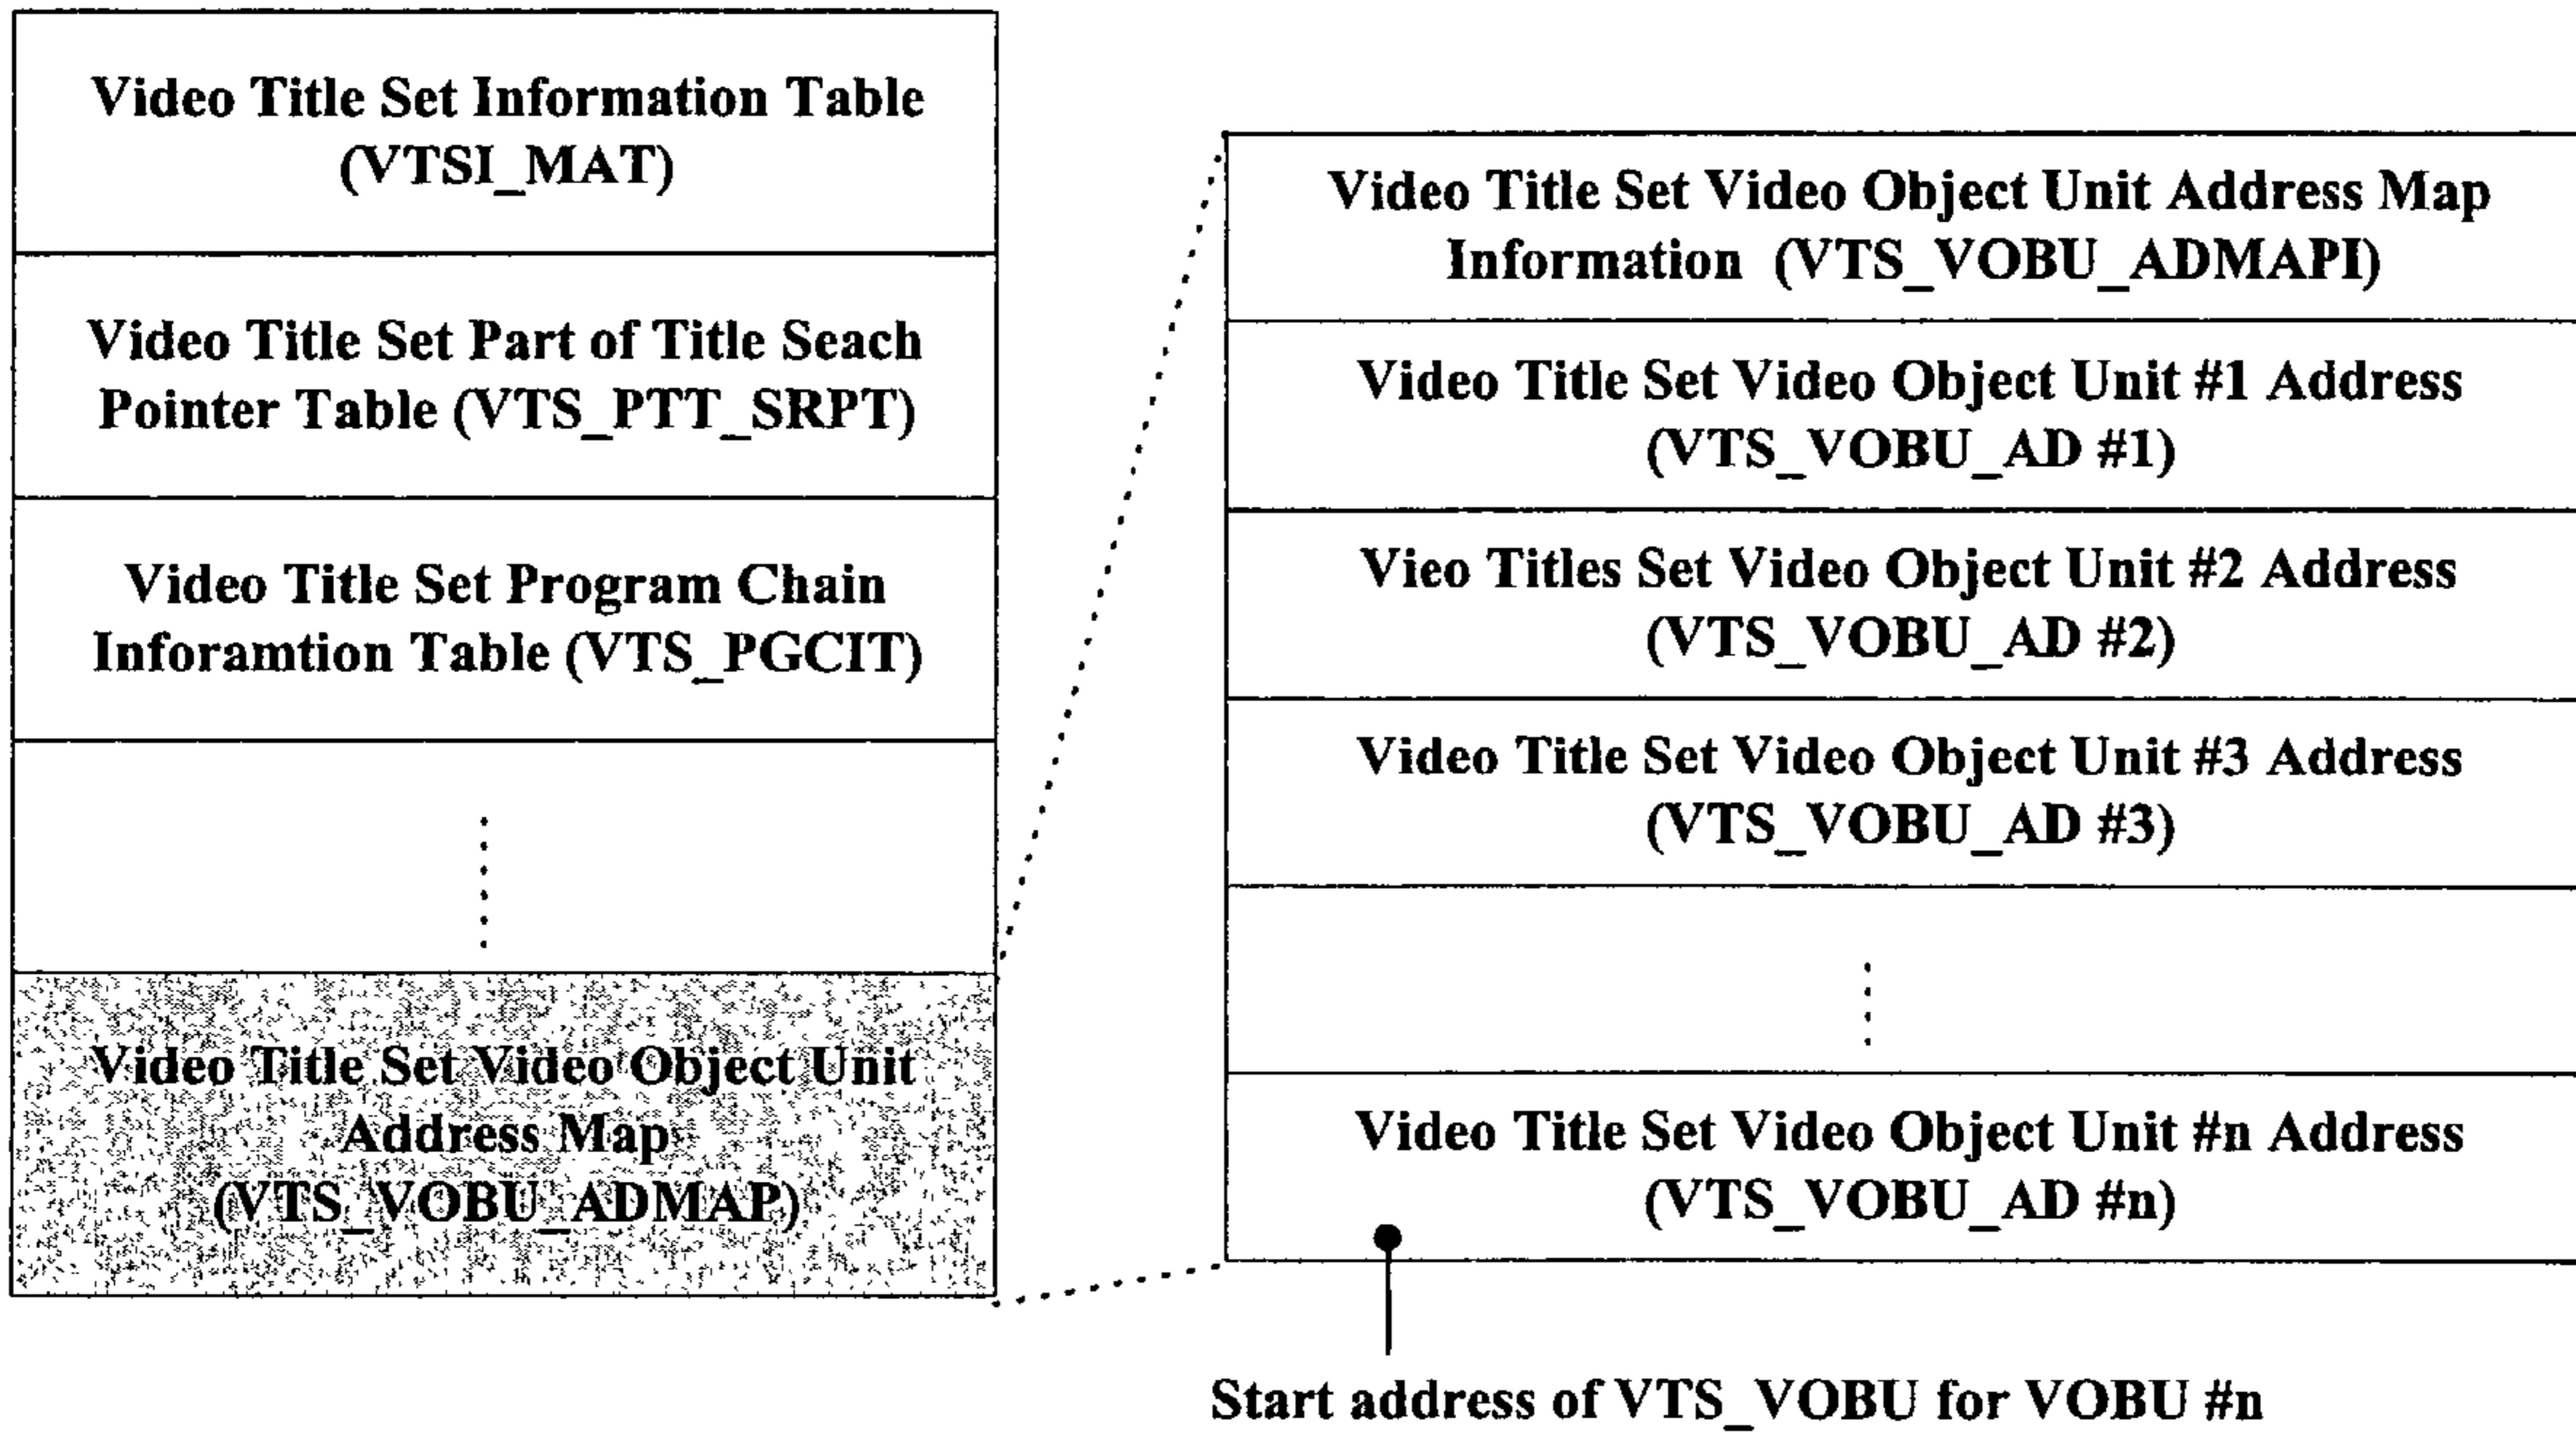 Video Title Set Information Table
(VTSI_MAT)
Video Title Set Part of Title Seach
Pointer Table (VTS_PTT_SRPT)
Video Title Set Program Chain
Inforamtion Table (VTS_PGCIT)
Video Title Set Video Object Unit
Address Map
(VTS_VOBU_ADMAP)
Video Title Set Video Object Unit Address Map
Information (VTS_VOBU_ADMAPI)
Video Title Set Video Object Unit #1 Address
(VTS_VOBU_AD #1)
Vieo Titles Set Video Object Unit #2 Address
(VTS_VOBU_AD #2)
Video Title Set Video Object Unit #3 Address
(VTS_VOBU_AD #3)
Video Title Set Video Object Unit #n Address
(VTS_VOBU_AD #n)
Start address of VTS_VOBU for VOBU #n